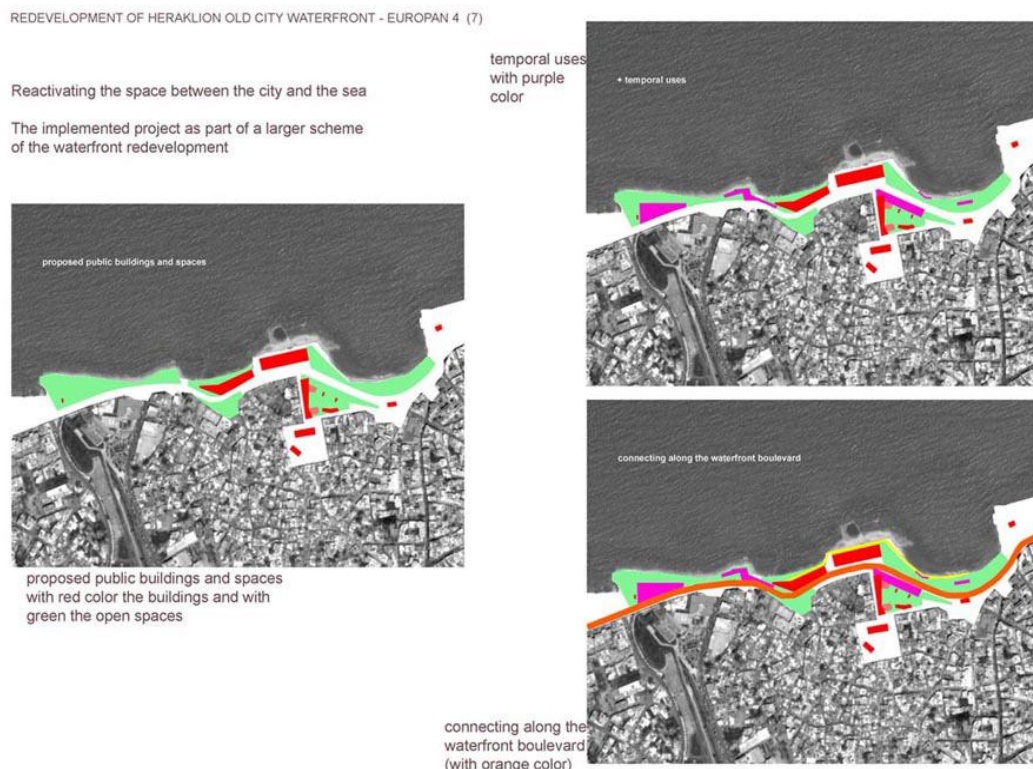 REDEVELOPMENT OF HERAKLION OLD CITY WATERFRONT - EUROPAN 4 (7)
Reactivating the space between the city and the sea
The implemented project as part of a larger scheme
of the waterfront redevelopment
proposed public buildings and spaces
proposed public buildings and spaces
with red color the buildings and with
green the open spaces
temporal uses
with purple
color
+ temporal uses
connecting along the waterfront boulevard
connecting along the
waterfront boulevard
(with orange color)